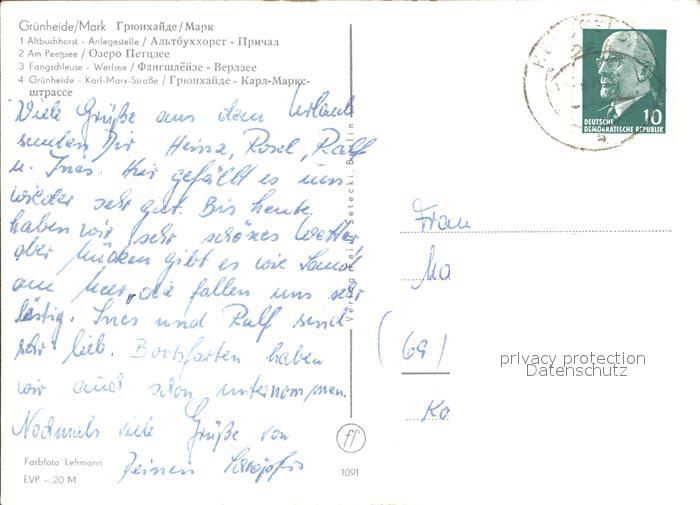 Grünheide/Mark Грюнхайде/Марк
1 Altbuchhorst - Anlegestelle / Альтбуххорст - Причал
2 Am Peetzsee / Озеро Петцзее
3 Fangschleuse - Werlsee / Фангшлёйзе - Верлзее
4 Grünheide - Karl-Marx-Straße / Грюнхайде - Карл-Маркс-
штрассе
Viele Grüße aus dem Urlaub
senden Dir Heinz, Rosel, Ralf
u. Ines. Hier gefällt es uns
wieder sehr gut. Bis heute
haben wir sehr schönes Wetter,
aber Mücken gibt es wie Sand
am Meer, die fallen uns sehr
lästig. Ines und Ralf sind
sehr lieb. Bootsfarten haben
wir auch schon unternommen.
Nochmals viele Grüße von
Deinen
Farbfoto Lehmann
EVP -.20 M
1091
ff
DEUTSCHE
DEMOKRATISCHE REPUBLIK
10
Frau
Ma
(69)
Ko
privacy protection
Datenschutz